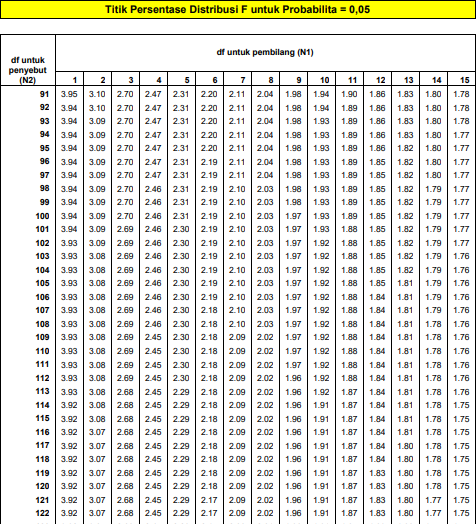 Titik Persentase Distribusi F untuk Probabilita = 0,05
df untuk penyebut (N2)
df untuk pembilang (N1)
1 2 3 4 5 6 7 8 9 10 11 12 13 14 15
91 3.95 3.10 2.70 2.47 2.31 2.20 2.11 2.04 1.98 1.94 1.90 1.86 1.83 1.80 1.78
92 3.94 3.10 2.70 2.47 2.31 2.20 2.11 2.04 1.98 1.94 1.89 1.86 1.83 1.80 1.78
93 3.94 3.09 2.70 2.47 2.31 2.20 2.11 2.04 1.98 1.93 1.89 1.86 1.83 1.80 1.78
94 3.94 3.09 2.70 2.47 2.31 2.20 2.11 2.04 1.98 1.93 1.89 1.86 1.83 1.80 1.77
95 3.94 3.09 2.70 2.47 2.31 2.20 2.11 2.04 1.98 1.93 1.89 1.86 1.82 1.80 1.77
96 3.94 3.09 2.70 2.47 2.31 2.19 2.11 2.04 1.98 1.93 1.89 1.85 1.82 1.80 1.77
97 3.94 3.09 2.70 2.47 2.31 2.19 2.11 2.04 1.98 1.93 1.89 1.85 1.82 1.80 1.77
98 3.94 3.09 2.70 2.46 2.31 2.19 2.10 2.03 1.98 1.93 1.89 1.85 1.82 1.79 1.77
99 3.94 3.09 2.70 2.46 2.31 2.19 2.10 2.03 1.98 1.93 1.89 1.85 1.82 1.79 1.77
100 3.94 3.09 2.70 2.46 2.31 2.19 2.10 2.03 1.97 1.93 1.89 1.85 1.82 1.79 1.77
101 3.94 3.09 2.69 2.46 2.30 2.19 2.10 2.03 1.97 1.93 1.88 1.85 1.82 1.79 1.77
102 3.93 3.09 2.69 2.46 2.30 2.19 2.10 2.03 1.97 1.92 1.88 1.85 1.82 1.79 1.77
103 3.93 3.08 2.69 2.46 2.30 2.19 2.10 2.03 1.97 1.92 1.88 1.85 1.82 1.79 1.76
104 3.93 3.08 2.69 2.46 2.30 2.19 2.10 2.03 1.97 1.92 1.88 1.85 1.82 1.79 1.76
105 3.93 3.08 2.69 2.46 2.30 2.19 2.10 2.03 1.97 1.92 1.88 1.85 1.81 1.79 1.76
106 3.93 3.08 2.69 2.46 2.30 2.19 2.10 2.03 1.97 1.92 1.88 1.84 1.81 1.79 1.76
107 3.93 3.08 2.69 2.46 2.30 2.18 2.10 2.03 1.97 1.92 1.88 1.84 1.81 1.79 1.76
108 3.93 3.08 2.69 2.46 2.30 2.18 2.10 2.03 1.97 1.92 1.88 1.84 1.81 1.78 1.76
109 3.93 3.08 2.69 2.45 2.30 2.18 2.09 2.02 1.97 1.92 1.88 1.84 1.81 1.78 1.76
110 3.93 3.08 2.69 2.45 2.30 2.18 2.09 2.02 1.97 1.92 1.88 1.84 1.81 1.78 1.76
111 3.93 3.08 2.69 2.45 2.30 2.18 2.09 2.02 1.97 1.92 1.88 1.84 1.81 1.78 1.76
112 3.93 3.08 2.69 2.45 2.30 2.18 2.09 2.02 1.96 1.92 1.88 1.84 1.81 1.78 1.76
113 3.93 3.08 2.68 2.45 2.29 2.18 2.09 2.02 1.96 1.92 1.87 1.84 1.81 1.78 1.76
114 3.92 3.08 2.68 2.45 2.29 2.18 2.09 2.02 1.96 1.91 1.87 1.84 1.81 1.78 1.75
115 3.92 3.08 2.68 2.45 2.29 2.18 2.09 2.02 1.96 1.91 1.87 1.84 1.81 1.78 1.75
116 3.92 3.07 2.68 2.45 2.29 2.18 2.09 2.02 1.96 1.91 1.87 1.84 1.81 1.78 1.75
117 3.92 3.07 2.68 2.45 2.29 2.18 2.09 2.02 1.96 1.91 1.87 1.84 1.80 1.78 1.75
118 3.92 3.07 2.68 2.45 2.29 2.18 2.09 2.02 1.96 1.91 1.87 1.84 1.80 1.78 1.75
119 3.92 3.07 2.68 2.45 2.29 2.18 2.09 2.02 1.96 1.91 1.87 1.83 1.80 1.78 1.75
120 3.92 3.07 2.68 2.45 2.29 2.18 2.09 2.02 1.96 1.91 1.87 1.83 1.80 1.78 1.75
121 3.92 3.07 2.68 2.45 2.29 2.17 2.09 2.02 1.96 1.91 1.87 1.83 1.80 1.77 1.75
122 3.92 3.07 2.68 2.45 2.29 2.17 2.09 2.02 1.96 1.91 1.87 1.83 1.80 1.77 1.75